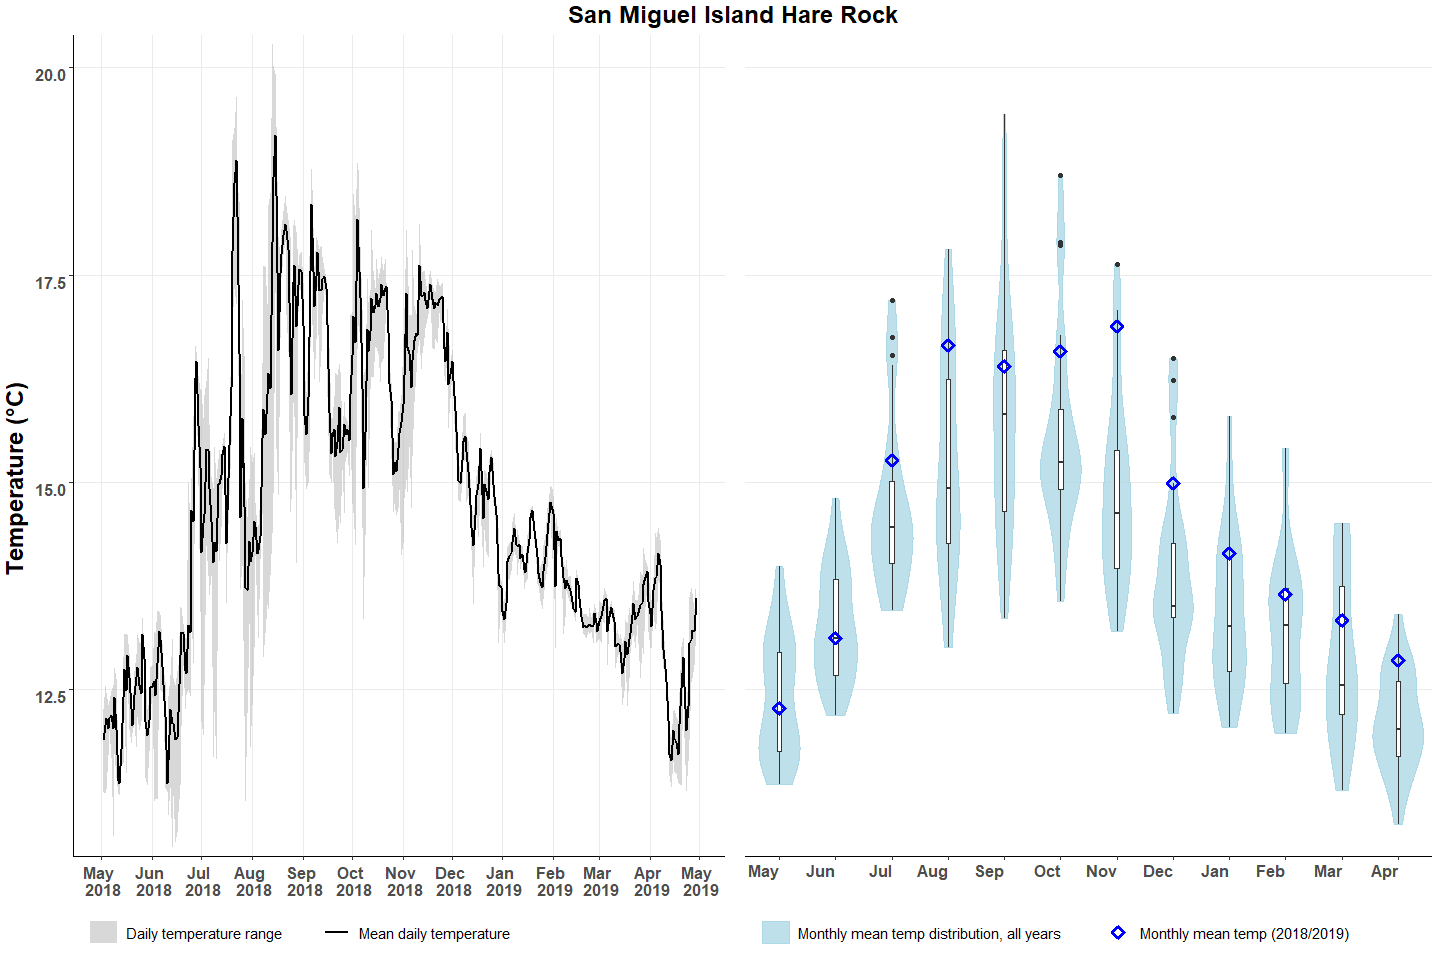 San Miguel Island Hare Rock
Temperature (°C)
20.0
17.5
15.0
12.5
May Jun Jul Aug Sep Oct Nov Dec Jan Feb Mar Apr May
2018 2018 2018 2018 2018 2018 2018 2018 2019 2019 2019 2019 2019
May Jun Jul Aug Sep Oct Nov Dec Jan Feb Mar Apr
Daily temperature range Mean daily temperature
Monthly mean temp distribution, all years Monthly mean temp (2018/2019)